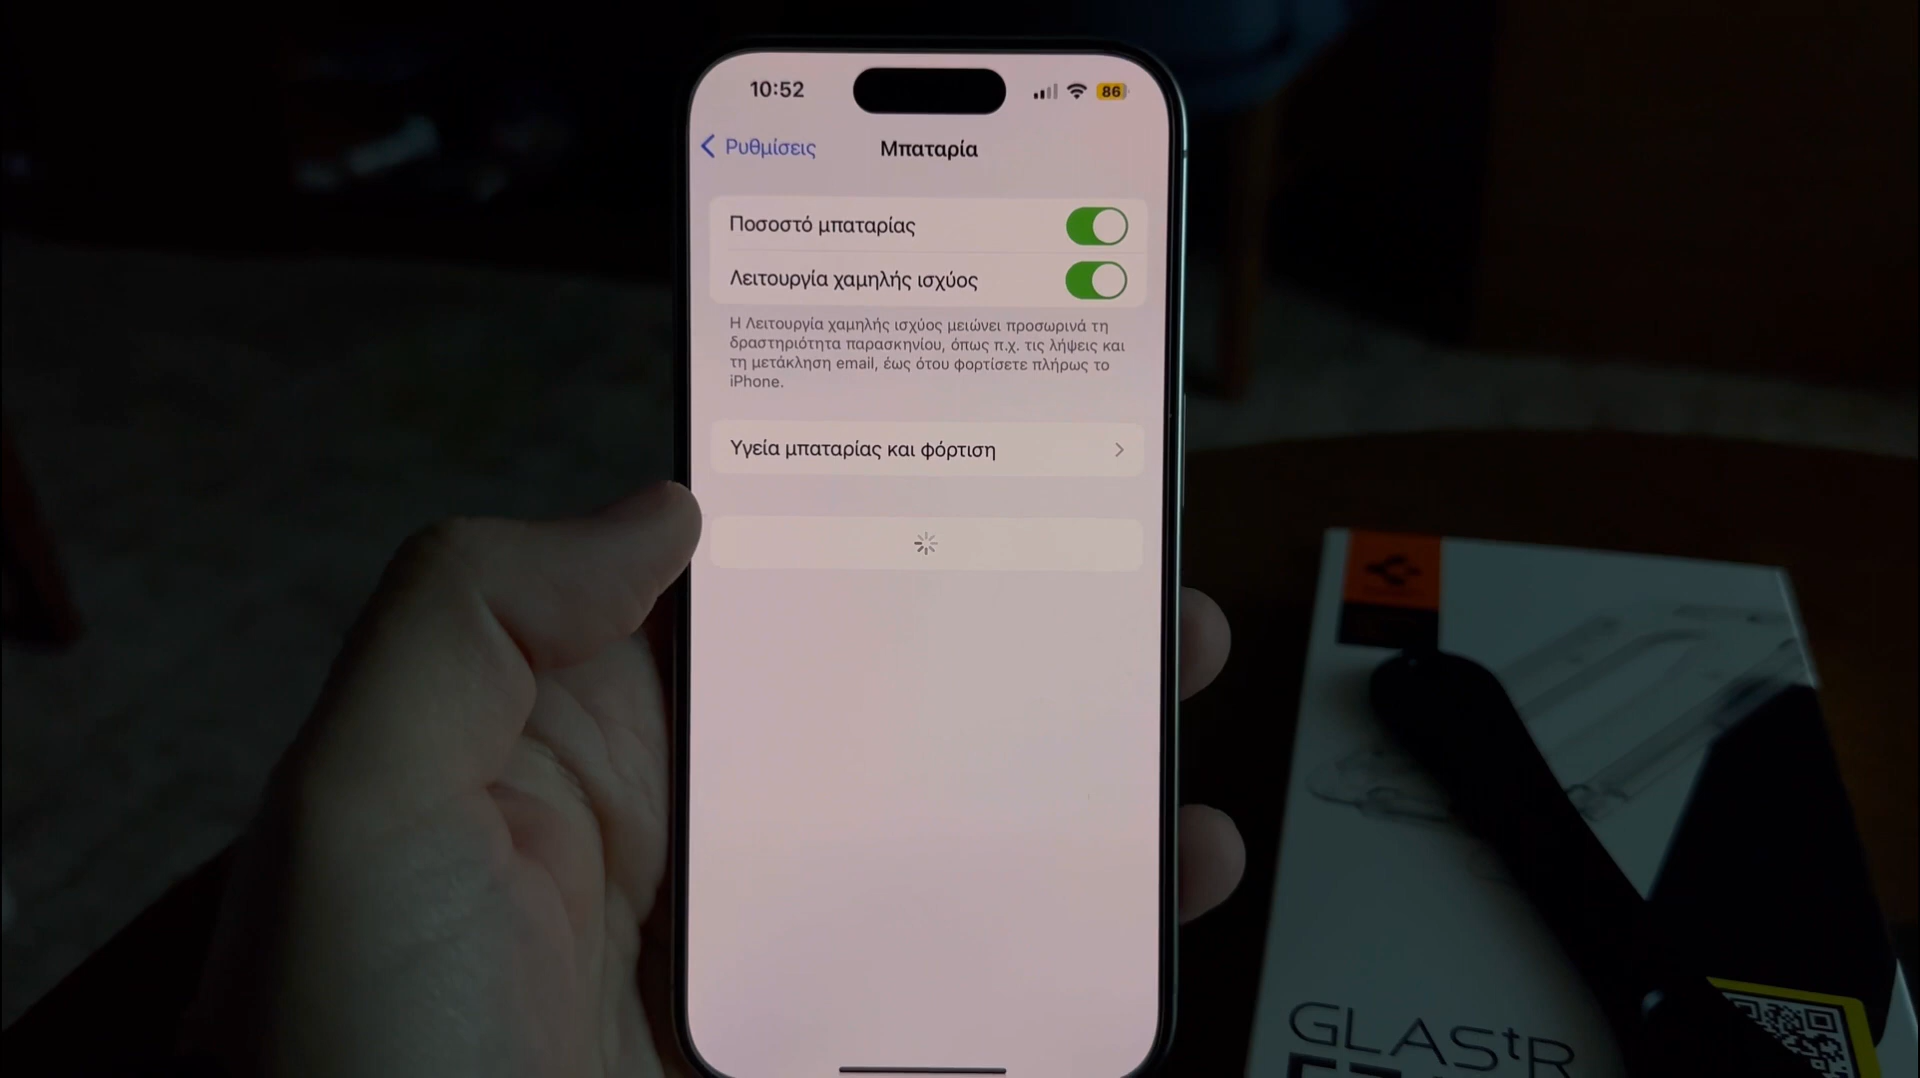 10:52
86
Ρυθμίσεις
Μπαταρία
Ποσοστό μπαταρίας
Λειτουργία χαμηλής ισχύος
Η Λειτουργία χαμηλής ισχύος μειώνει προσωρινά τη
δραστηριότητα παρασκηνίου, όπως π.χ. τις λήψεις και
τη μετάκληση email, έως ότου φορτίσετε πλήρως το
iPhone.
Υγεία μπαταρίας και φόρτιση
GLAStR